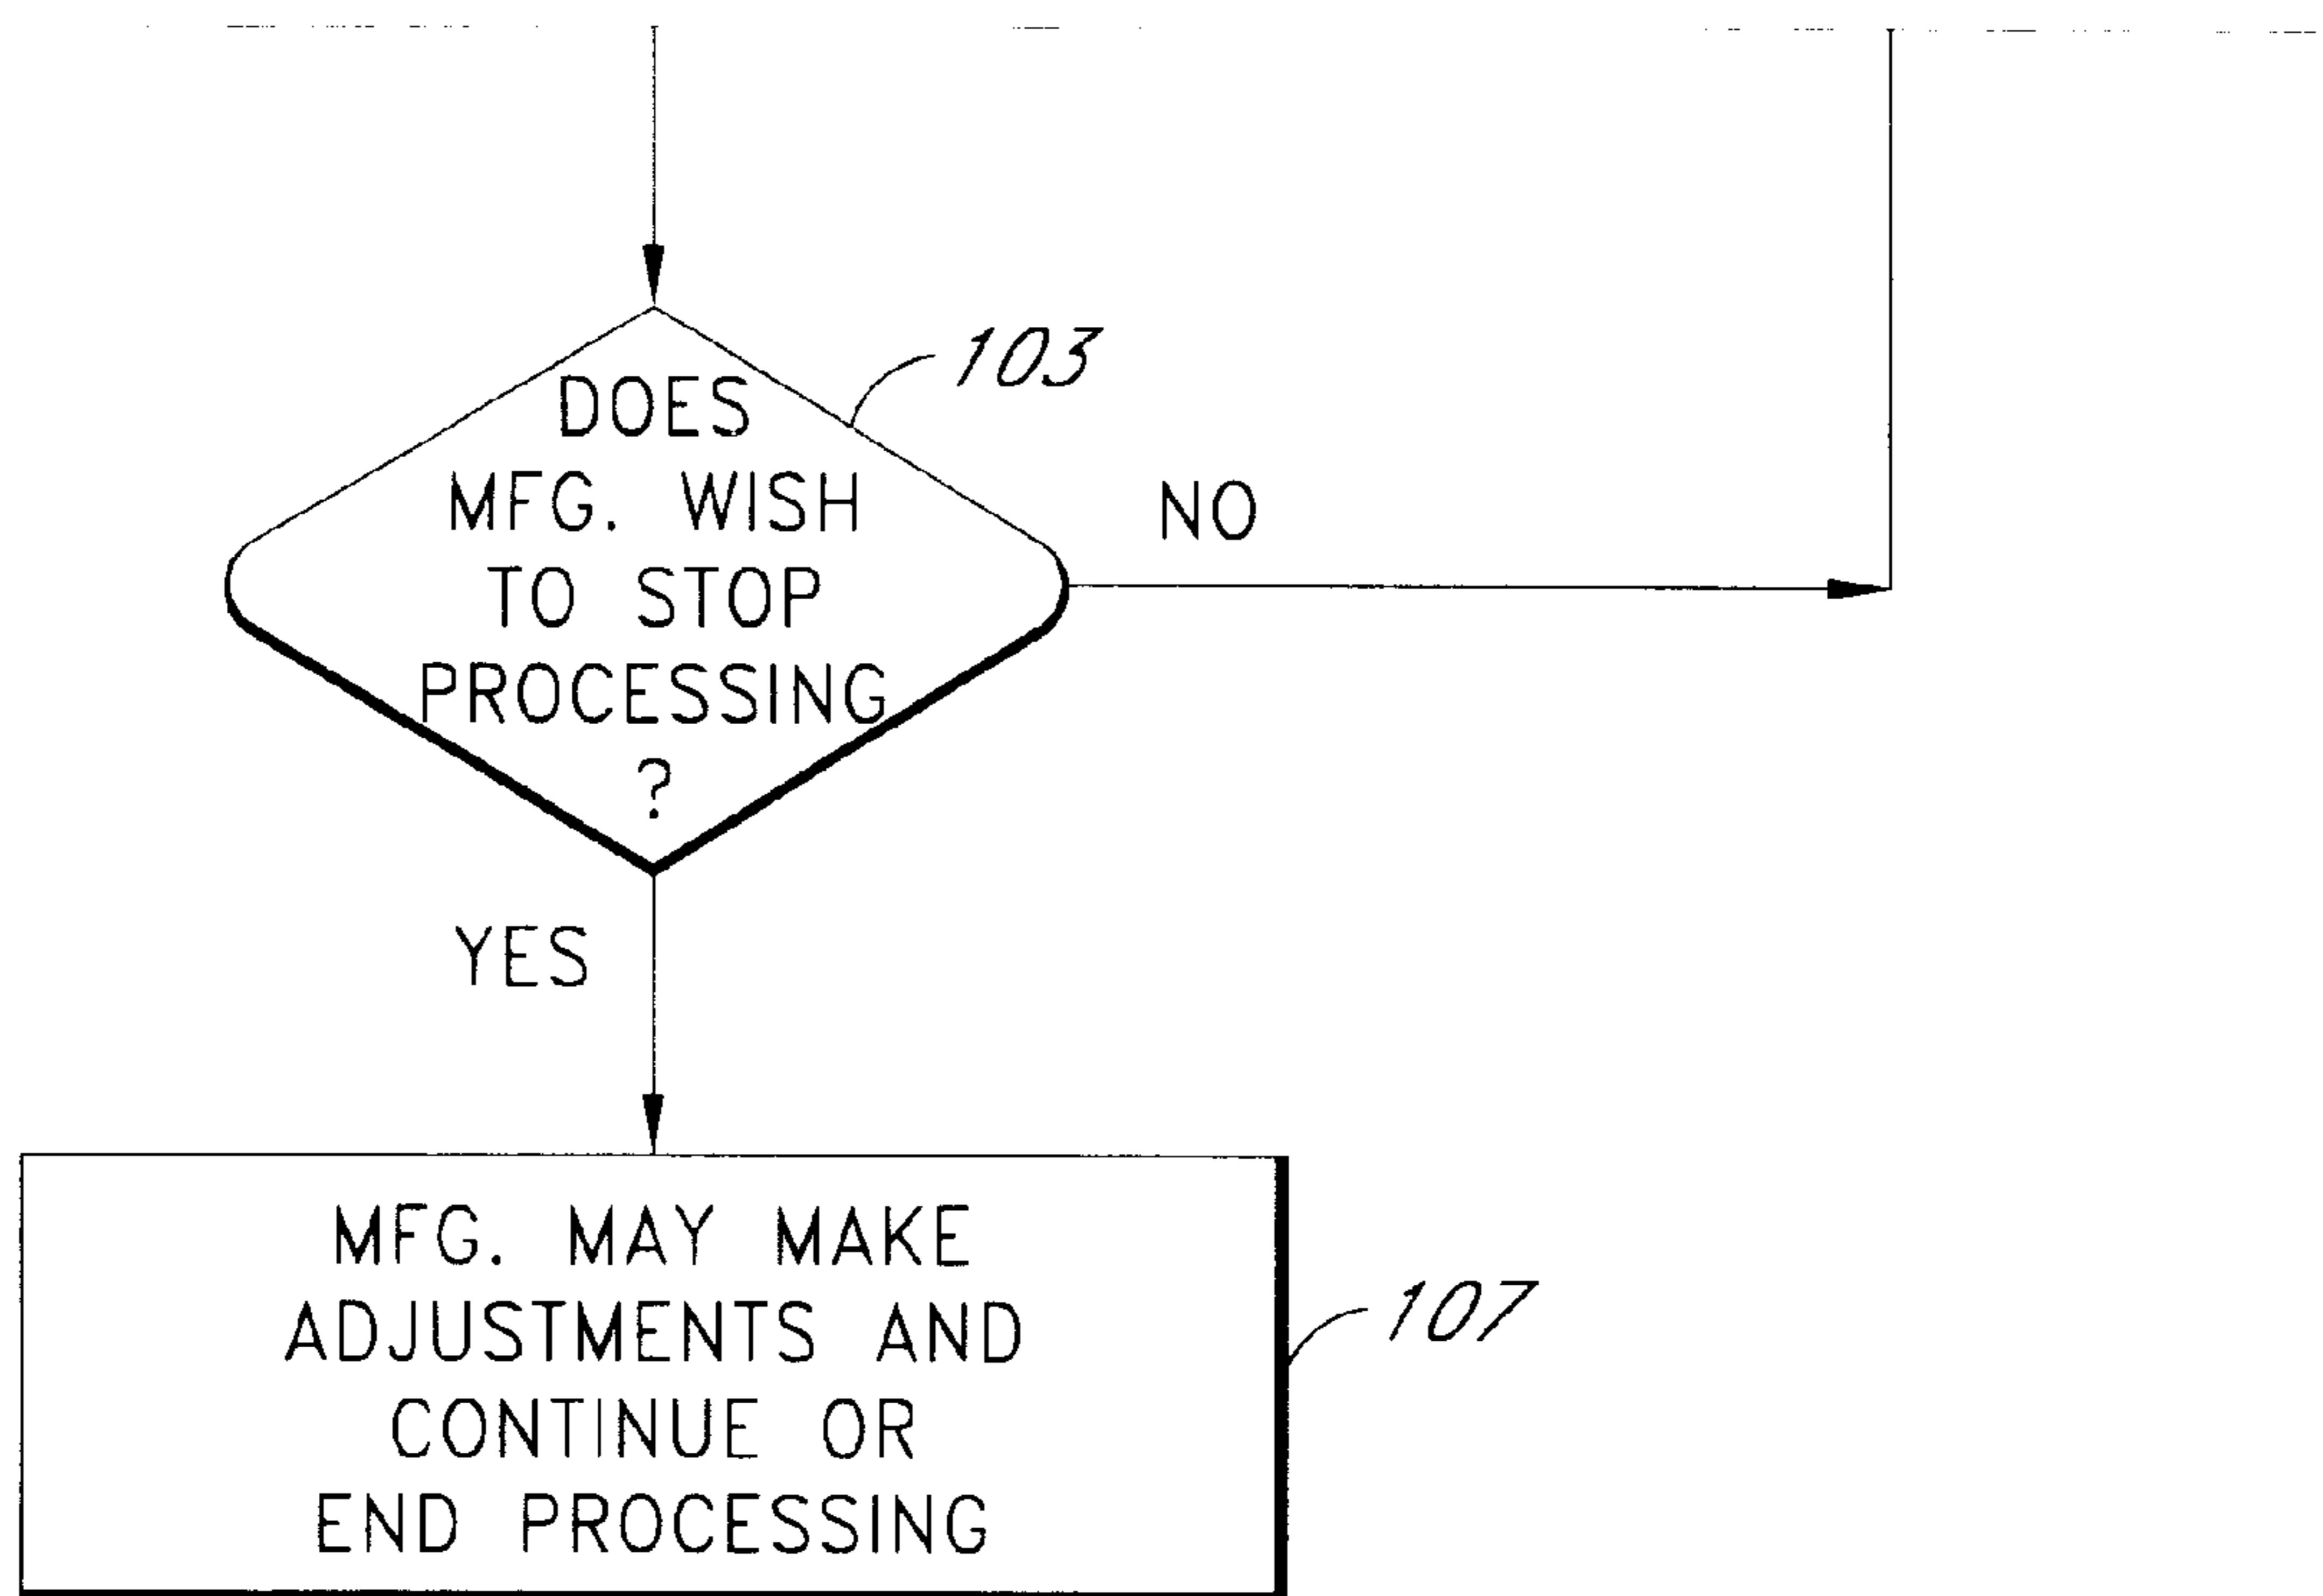 103
DOES
MFG. WISH
TO STOP
PROCESSING
?
NO
YES
MFG. MAY MAKE
ADJUSTMENTS AND
CONTINUE OR
END PROCESSING
107